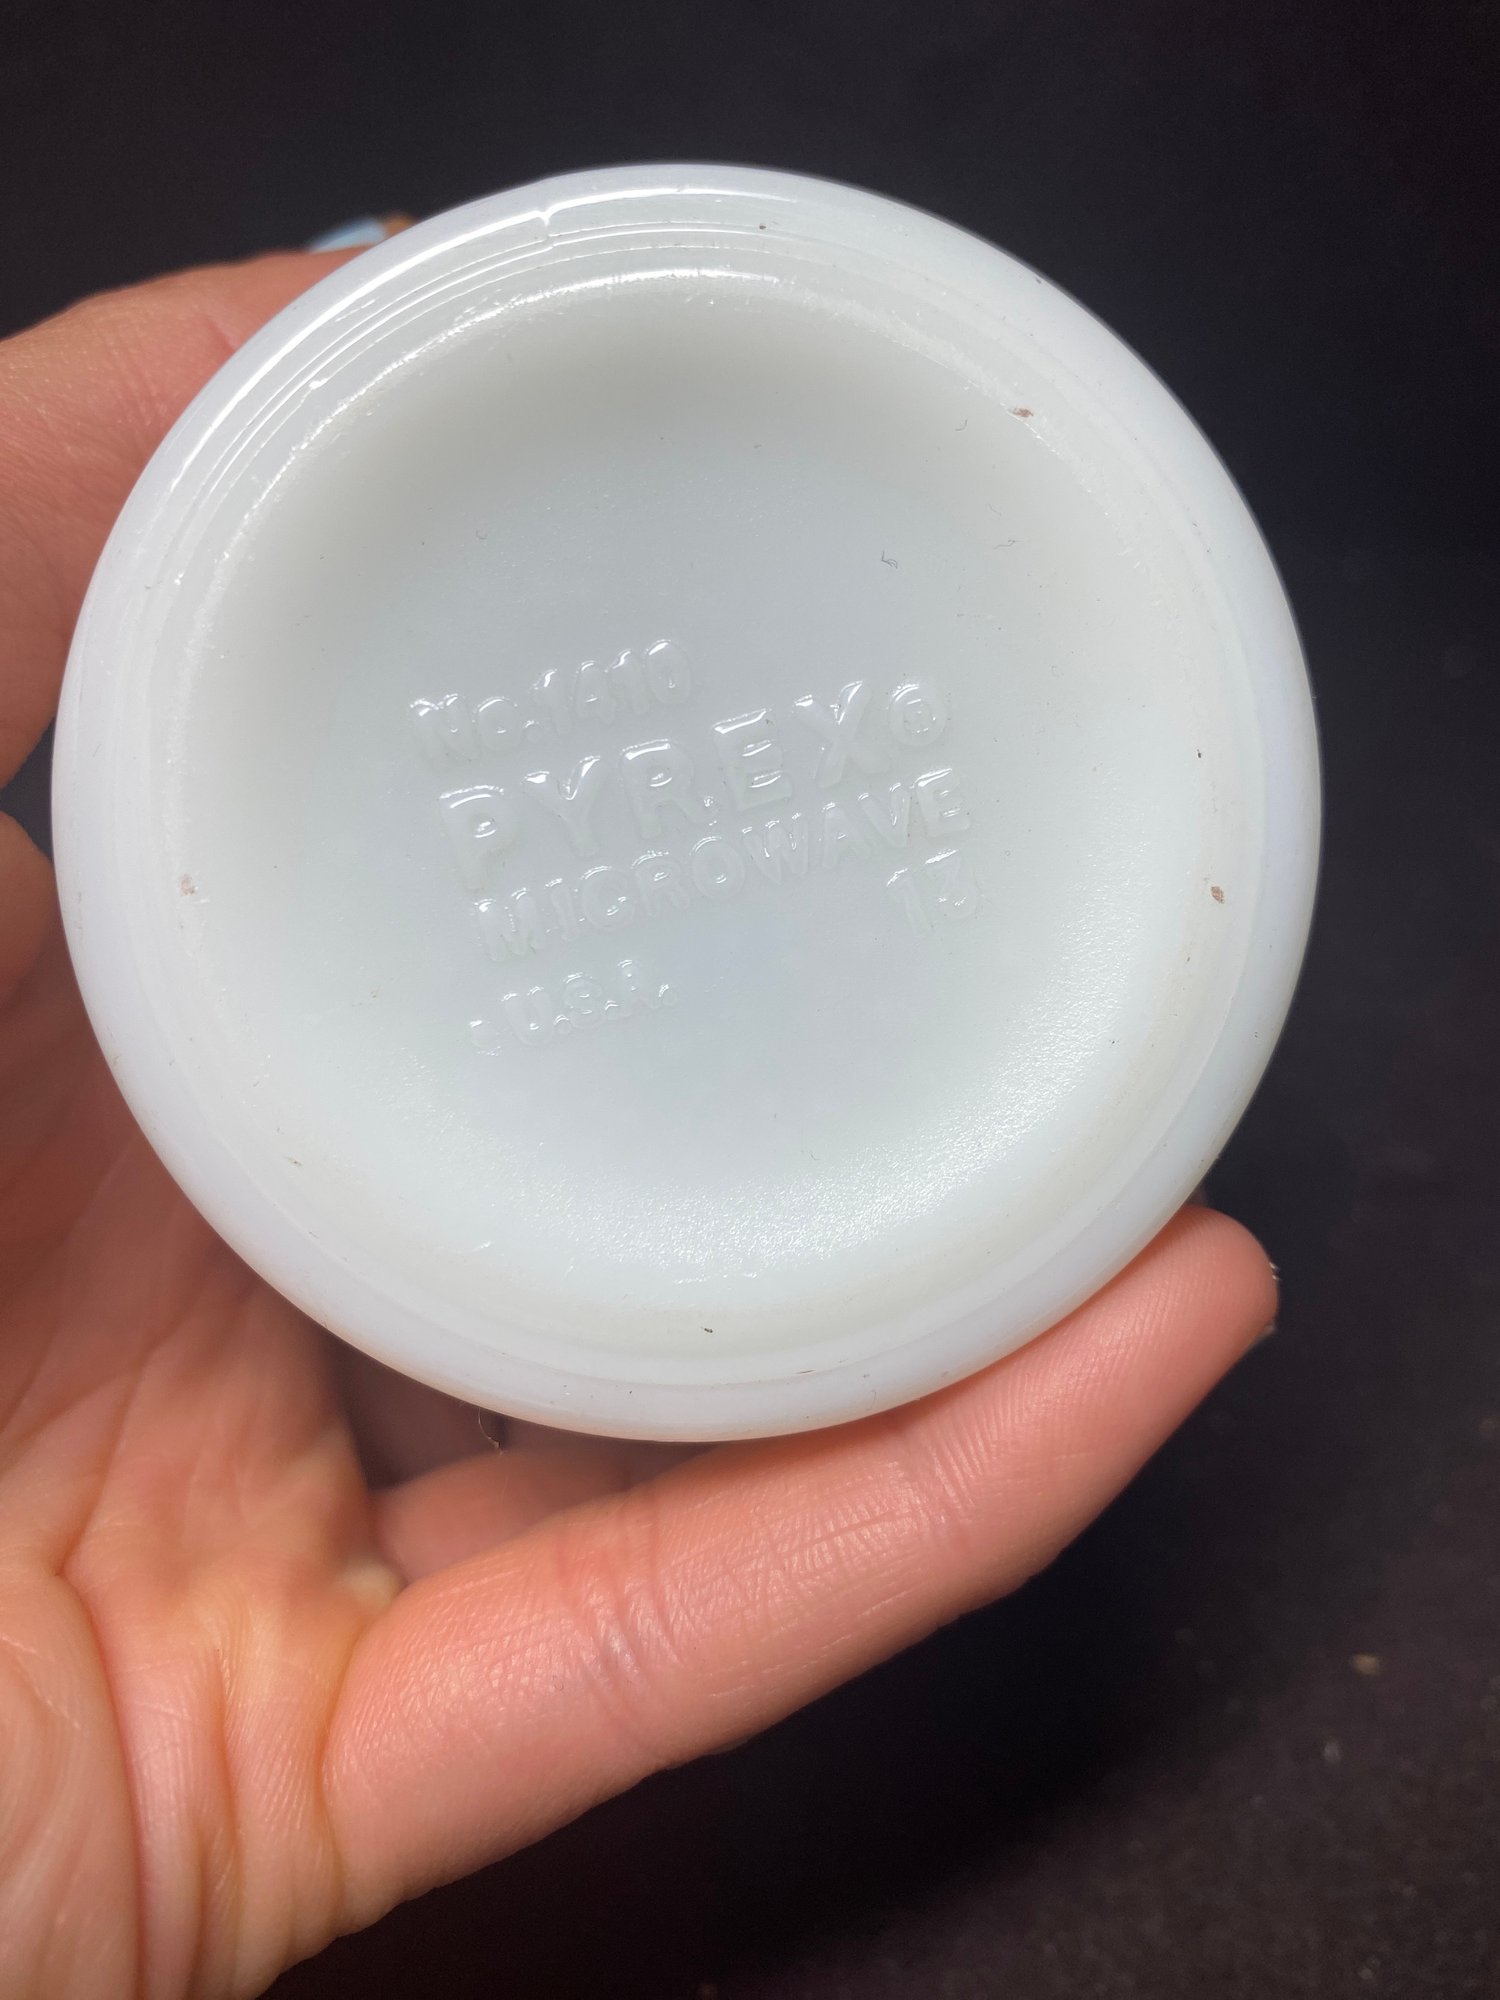 No.1410
PYREX®
MICROWAVE
13
. U.S.A.